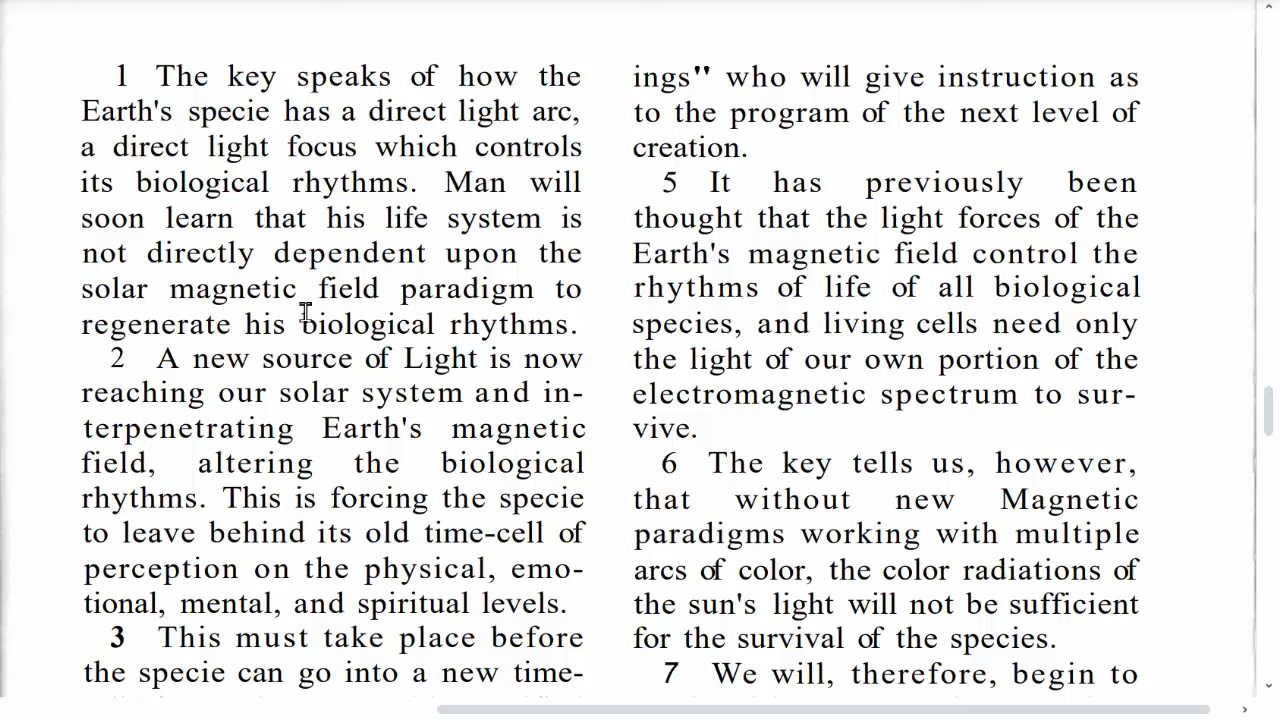 1 The key speaks of how the
Earth's specie has a direct light arc,
a direct light focus which controls
its biological rhythms. Man will
soon learn that his life system is
not directly dependent upon the
solar magnetic field paradigm to
regenerate his biological rhythms.
2 A new source of Light is now
reaching our solar system and in-
terpenetrating Earth's magnetic
field, altering the biological
rhythms. This is forcing the specie
to leave behind its old time-cell of
perception on the physical, emo-
tional, mental, and spiritual levels.
3 This must take place before
the specie can go into a new time-
ings" who will give instruction as
to the program of the next level of
creation.
5 It has previously been
thought that the light forces of the
Earth's magnetic field control the
rhythms of life of all biological
species, and living cells need only
the light of our own portion of the
electromagnetic spectrum to sur-
vive.
6 The key tells us, however,
that without new Magnetic
paradigms working with multiple
arcs of color, the color radiations of
the sun's light will not be sufficient
for the survival of the species.
7 We will, therefore, begin to